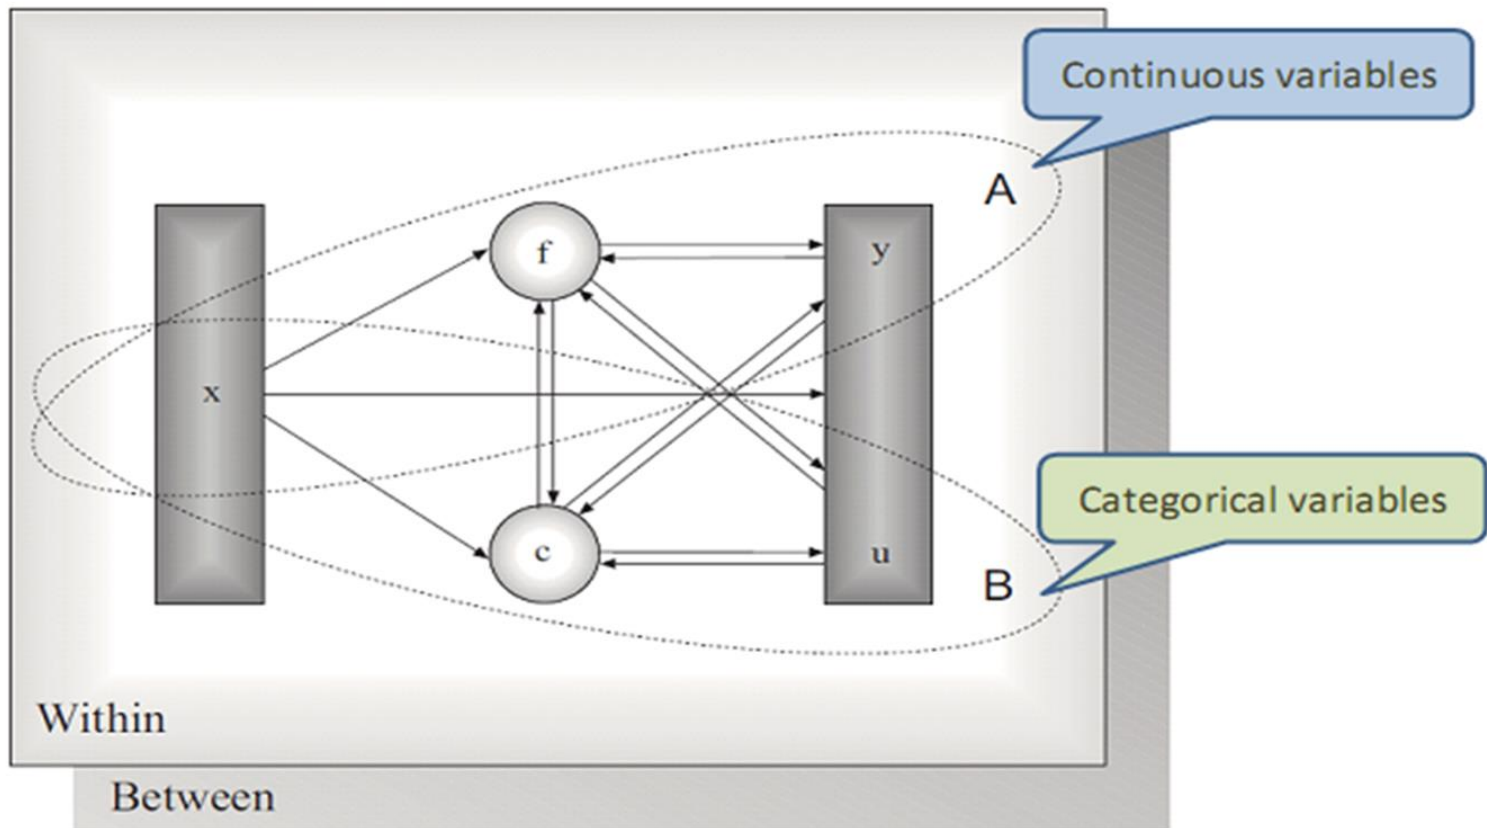 Continuous variables
A
f
y
x
Categorical variables
c
u
B
Within
Between